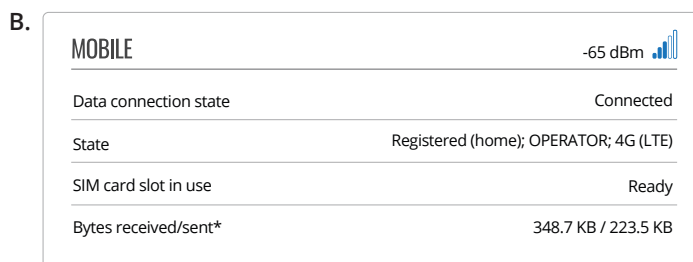 B.
MOBILE -65 dBm
Data connection state Connected
State Registered (home); OPERATOR; 4G (LTE)
SIM card slot in use Ready
Bytes received/sent* 348.7 KB / 223.5 KB